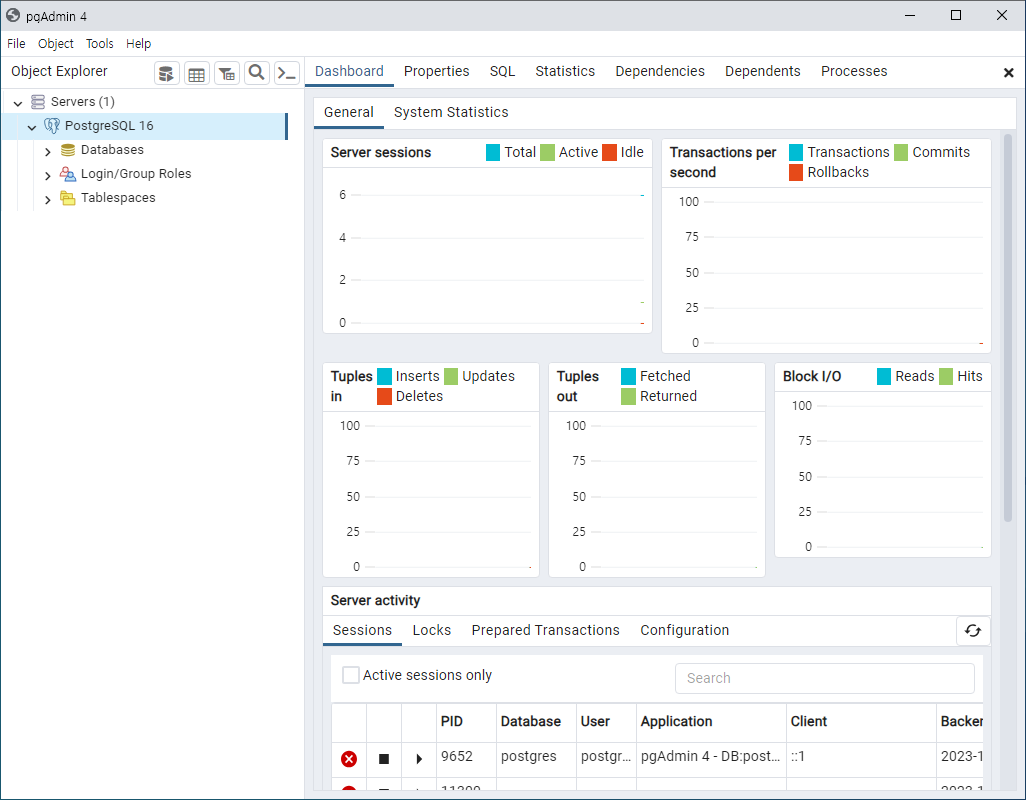 pgAdmin 4
File Object Tools Help
Object Explorer
Dashboard Properties SQL Statistics Dependencies Dependents Processes
Servers (1)
PostgreSQL 16
Databases
Login/Group Roles
Tablespaces
General System Statistics
Server sessions Total Active Idle
6
4
2
0
Transactions per second Transactions Commits Rollbacks
100
75
50
25
0
Tuples in Inserts Updates Deletes
100
75
50
25
0
Tuples out Fetched Returned
100
75
50
25
0
Block I/O Reads Hits
100
75
50
25
0
Server activity
Sessions Locks Prepared Transactions Configuration
Active sessions only Search
PID Database User Application Client Backen
9652 postgres postgr... pgAdmin 4 - DB:post... ::1 2023-1